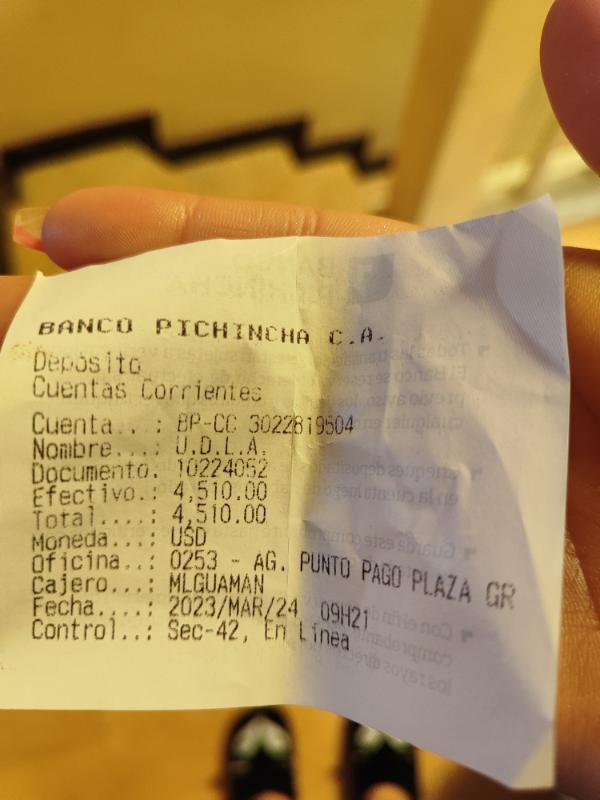 BANCO PICHINCHA C.A.
Depósito
Cuentas Corrientes
Cuenta..: BP-CC 3022819504
Nombre...: U.D.L.A.
Documento: 10224052
Efectivo.: 4,510.00
Total....: 4,510.00
Moneda..: USD
Oficina..: 0253 - AG. PUNTO PAGO PLAZA GR
Cajero...: MLGUAMAN
Fecha....: 2023/MAR/24 09H21
Control..: Sec-42, En Línea